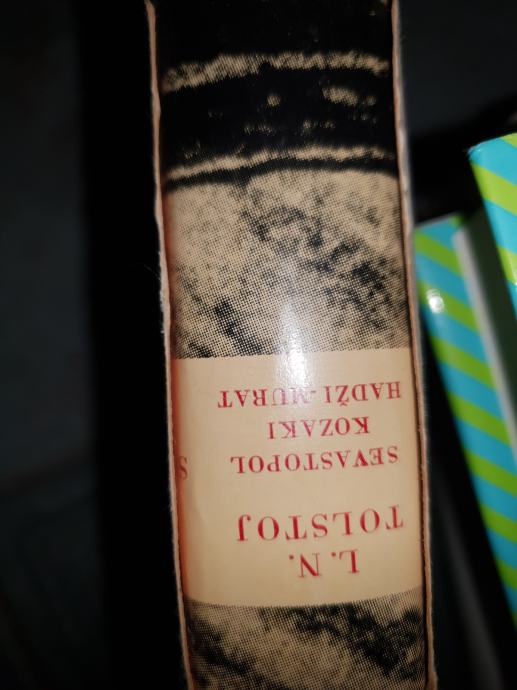 L. N.
TOLSTOJ
SEVASTOPOL
KOZAKI
HADŽI-MURAT
S